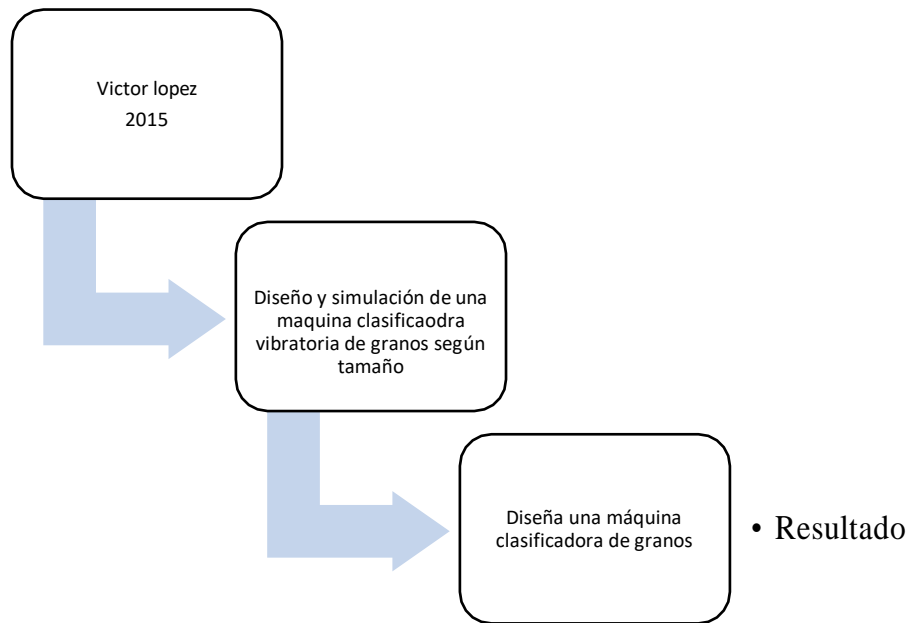 Victor lopez
2015
Diseño y simulación de una
maquina clasificaodra
vibratoria de granos según
tamaño
Diseña una máquina
clasificadora de granos
• Resultado